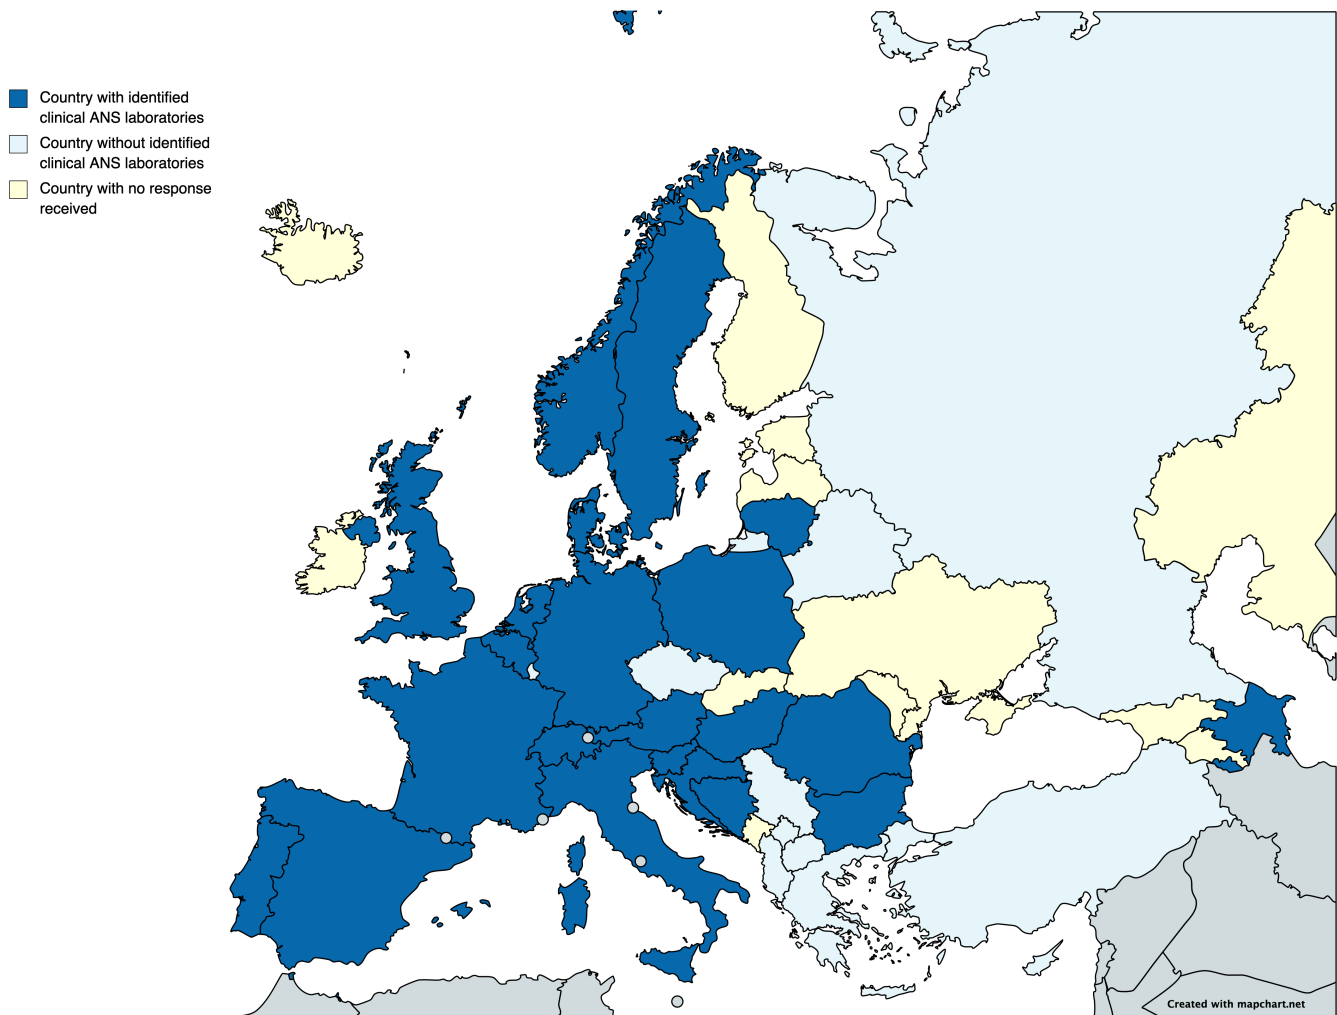 Country with identified
clinical ANS laboratories
Country without identified
clinical ANS laboratories
Country with no response
received
Created with mapchart.net